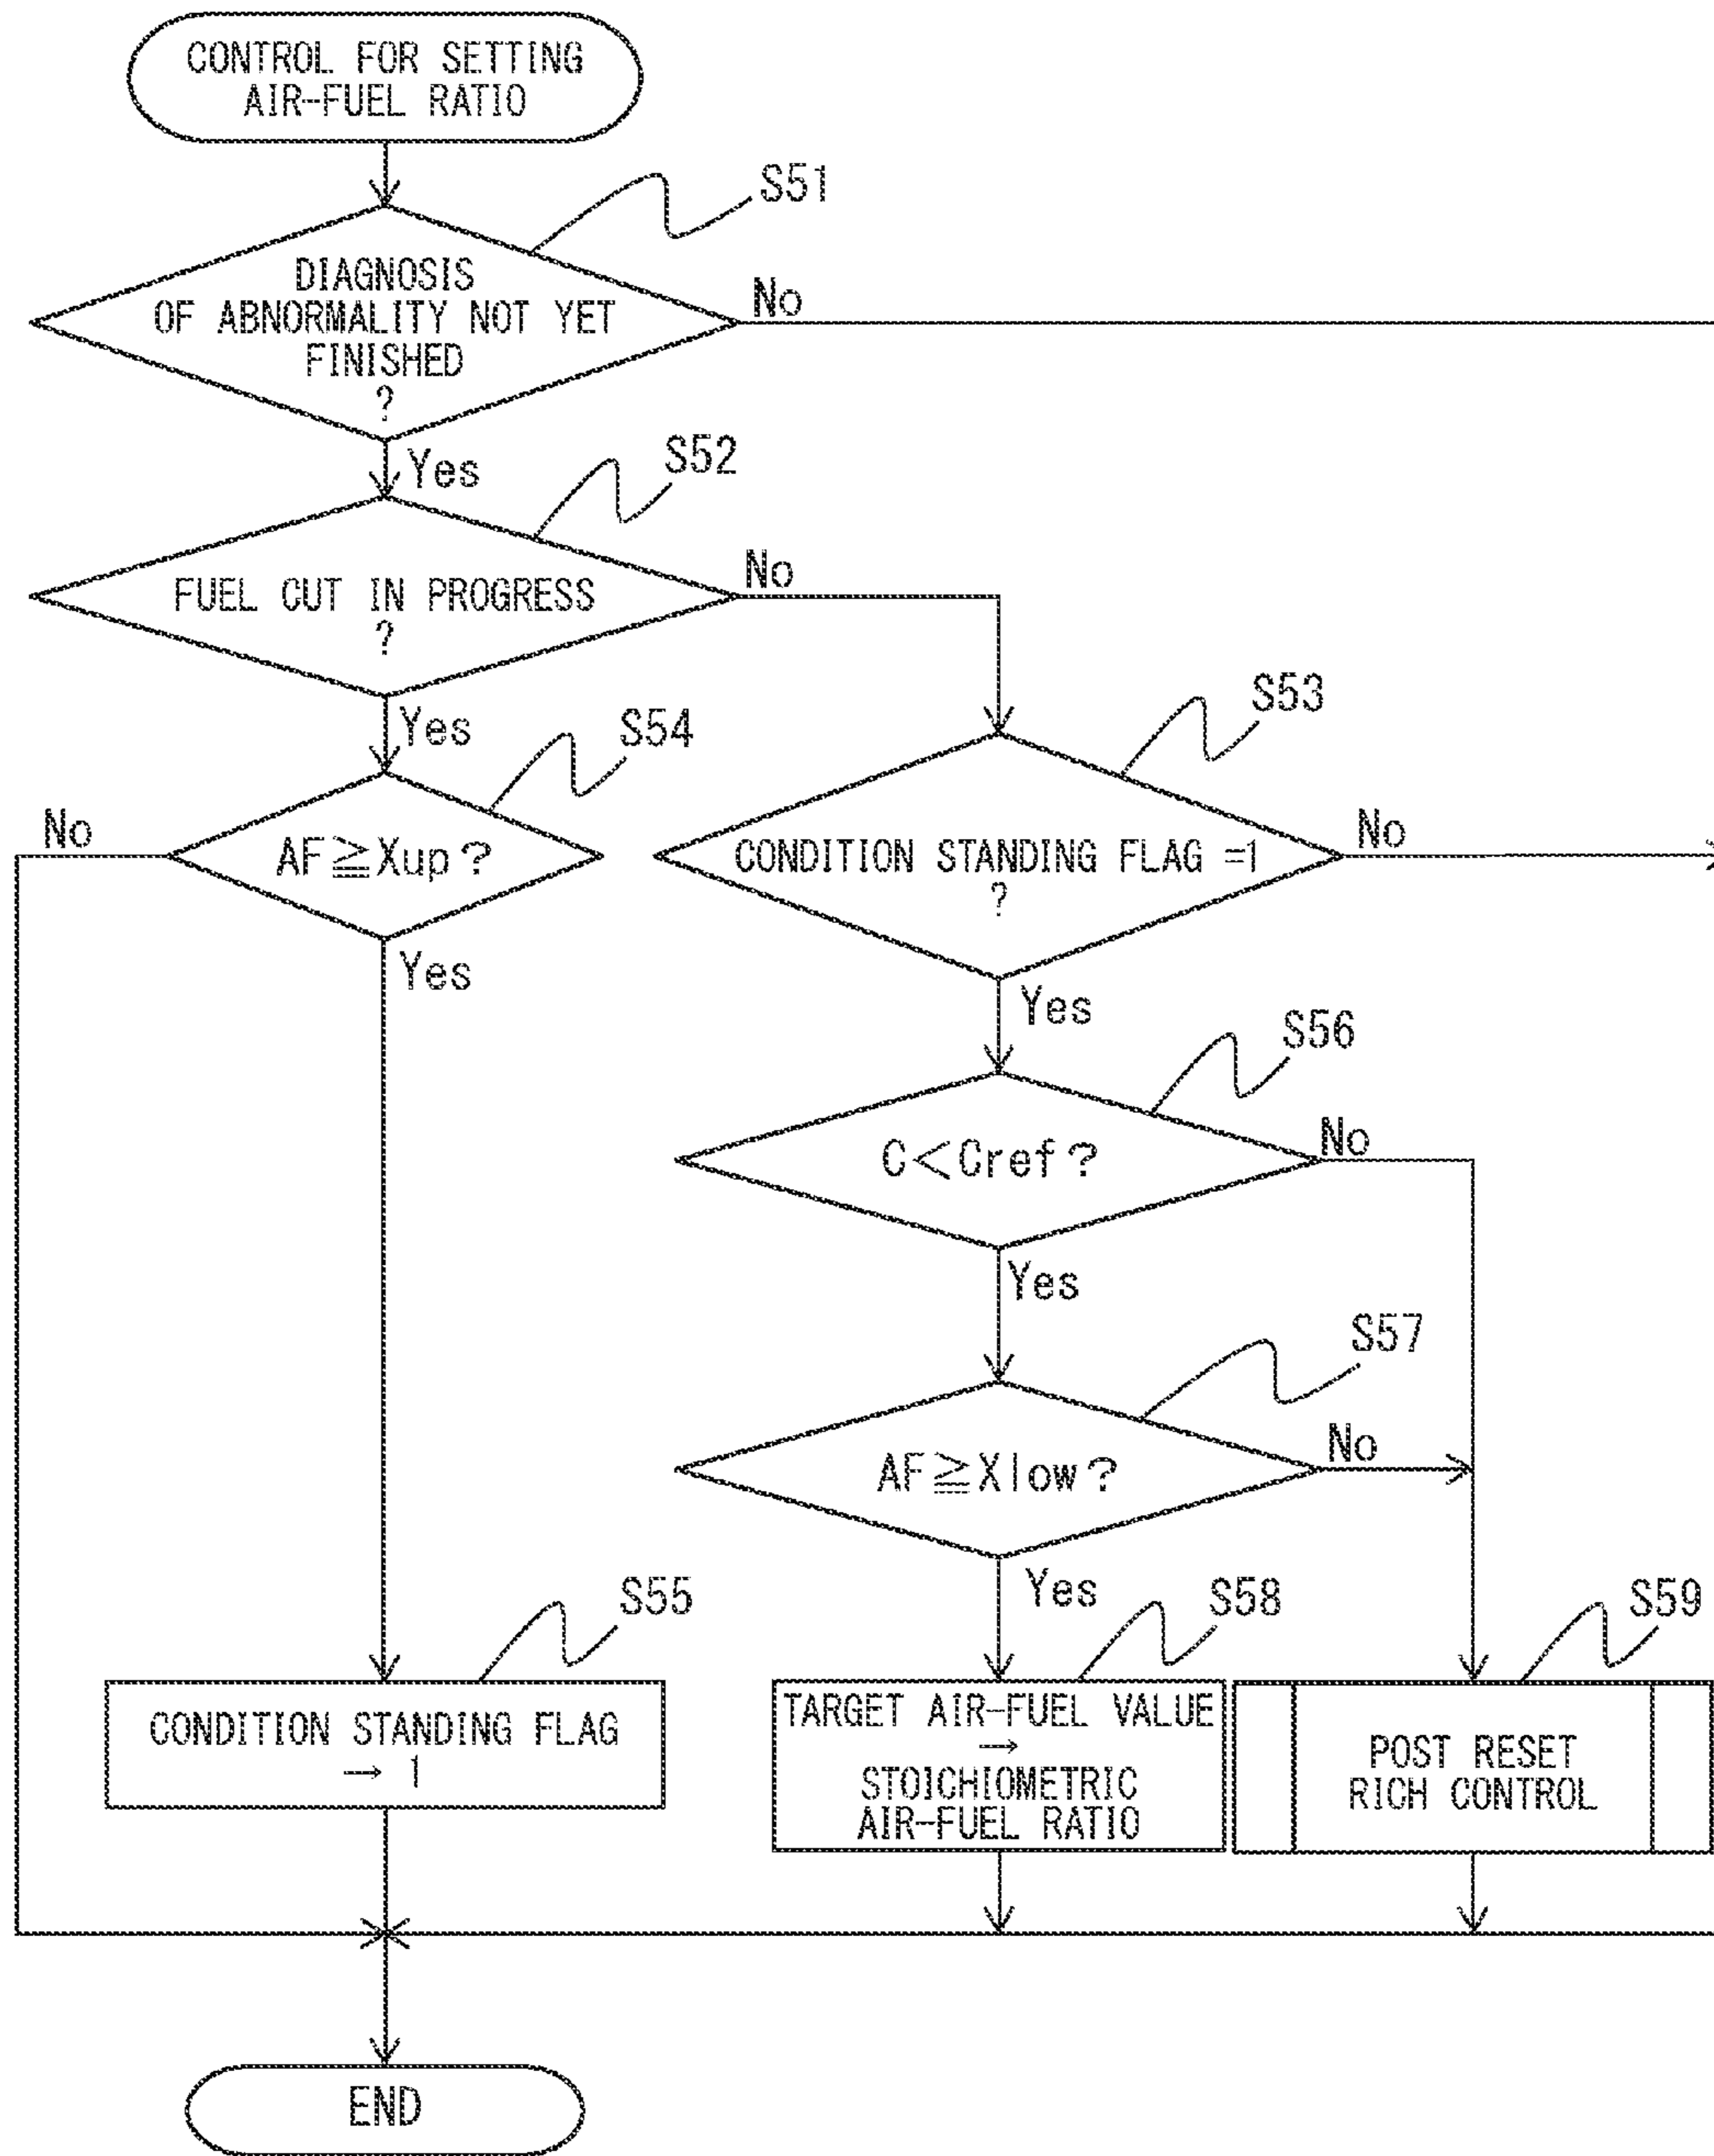 CONTROL FOR SETTING
AIR-FUEL RATIO
S51
DIAGNOSIS
OF ABNORMALITY NOT YET
FINISHED
?
No
Yes
S52
FUEL CUT IN PROGRESS
?
No
Yes
S54
S53
No
AF≧Xup?
CONDITION STANDING FLAG =1
?
No
Yes
Yes
S56
C<Cref?
No
Yes
S57
AF≧Xlow?
No
Yes
S55
S58
S59
CONDITION STANDING FLAG
→ 1
TARGET AIR-FUEL VALUE
→
STOICHIOMETRIC
AIR-FUEL RATIO
POST RESET
RICH CONTROL
END